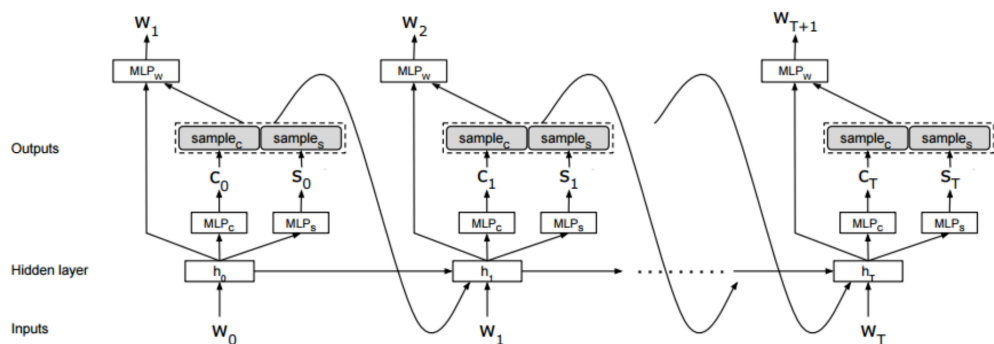 W1 W2 WT+1
MLPw MLPw MLPw
Outputs samplec samples samplec samples samplec samples
C0 S0 C1 S1 CT ST
MLPc MLPs MLPc MLPs MLPc MLPs
Hidden layer h0 h1 hT
Inputs W0 W1 WT